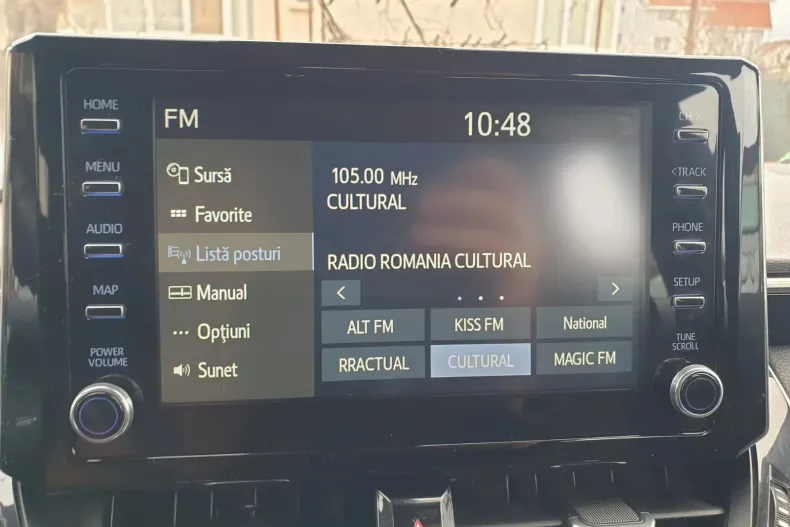 HOME
MENU
AUDIO
MAP
POWER
VOLUME
FM
10:48
Sursă
Favorite
Listă posturi
Manual
Opţiuni
Sunet
105.00 MHz
CULTURAL
RADIO ROMANIA CULTURAL
< . . . >
ALT FM KISS FM National
RRACTUAL CULTURAL MAGIC FM
<TRACK
PHONE
SETUP
TUNE
SCROLL